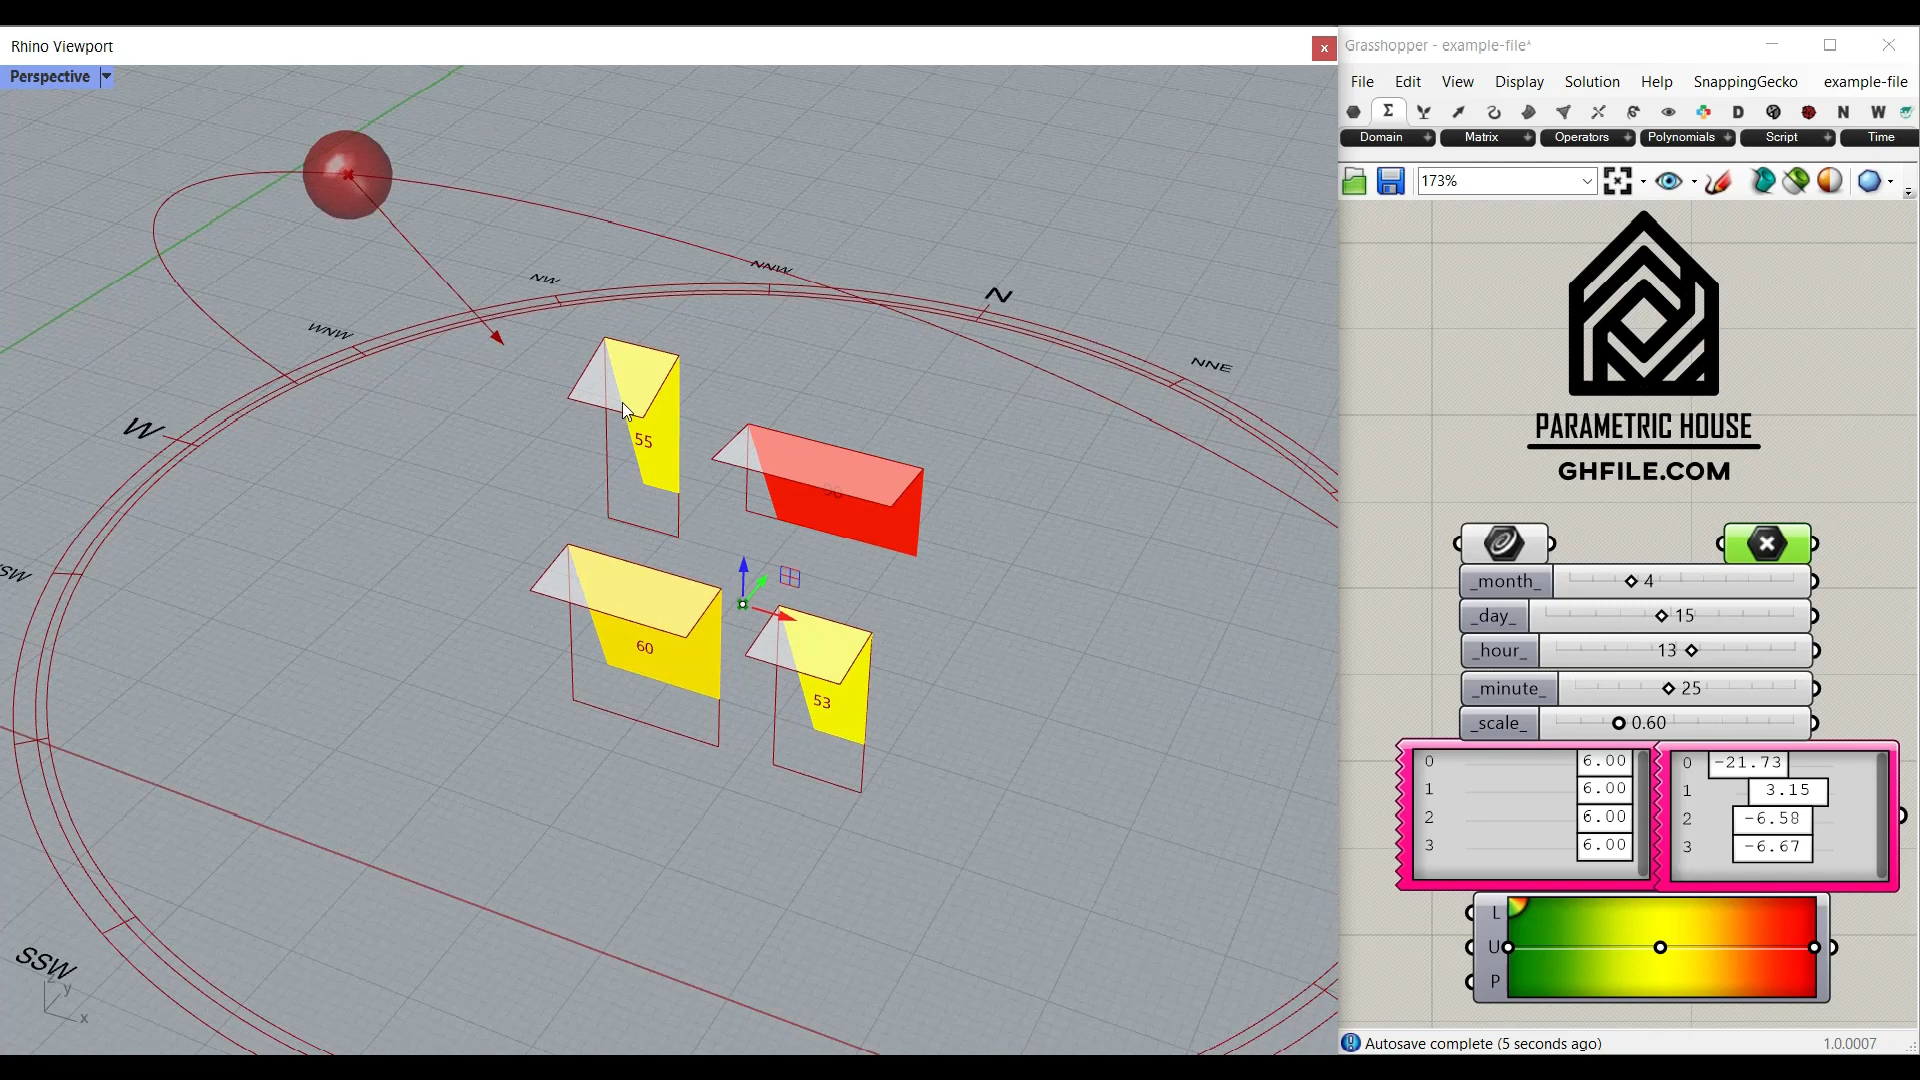 Rhino Viewport
x
Perspective
NW
NNW
N
WNW
NNE
W
55
60
53
SSW
z
y
x
Grasshopper - example-file*
File Edit View Display Solution Help SnappingGecko example-file
Σ D N W
Domain Matrix Operators Polynomials Script Time
173%
PARAMETRIC HOUSE
GHFILE.COM
_month_ 4
_day_ 15
_hour_ 13
_minute_ 25
_scale_ 0.60
0 6.00
1 6.00
2 6.00
3 6.00
0 -21.73
1 3.15
2 -6.58
3 -6.67
L
U
P
Autosave complete (5 seconds ago)
1.0.0007